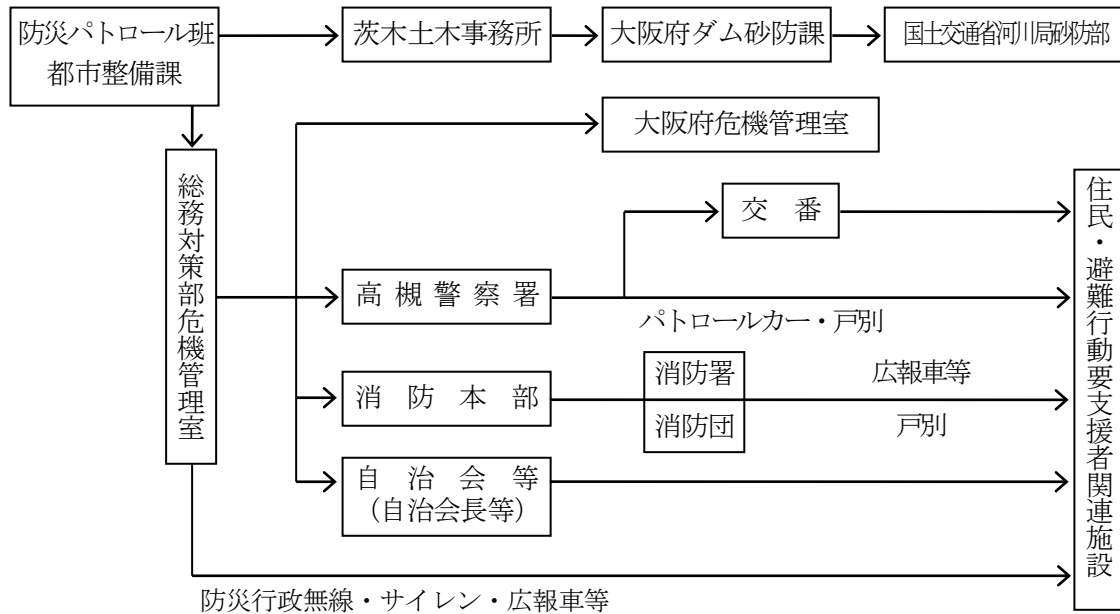 防災パトロール班
都市整備課
茨木土木事務所
大阪府ダム砂防課
国土交通省河川局砂防部
大阪府危機管理室
総務対策部危機管理室
交番
高槻警察署
パトロールカー・戸別
消防本部
消防署
消防団
広報車等
戸別
自治会等
(自治会長等)
住民・避難行動要支援者関連施設
防災行政無線・サイレン・広報車等